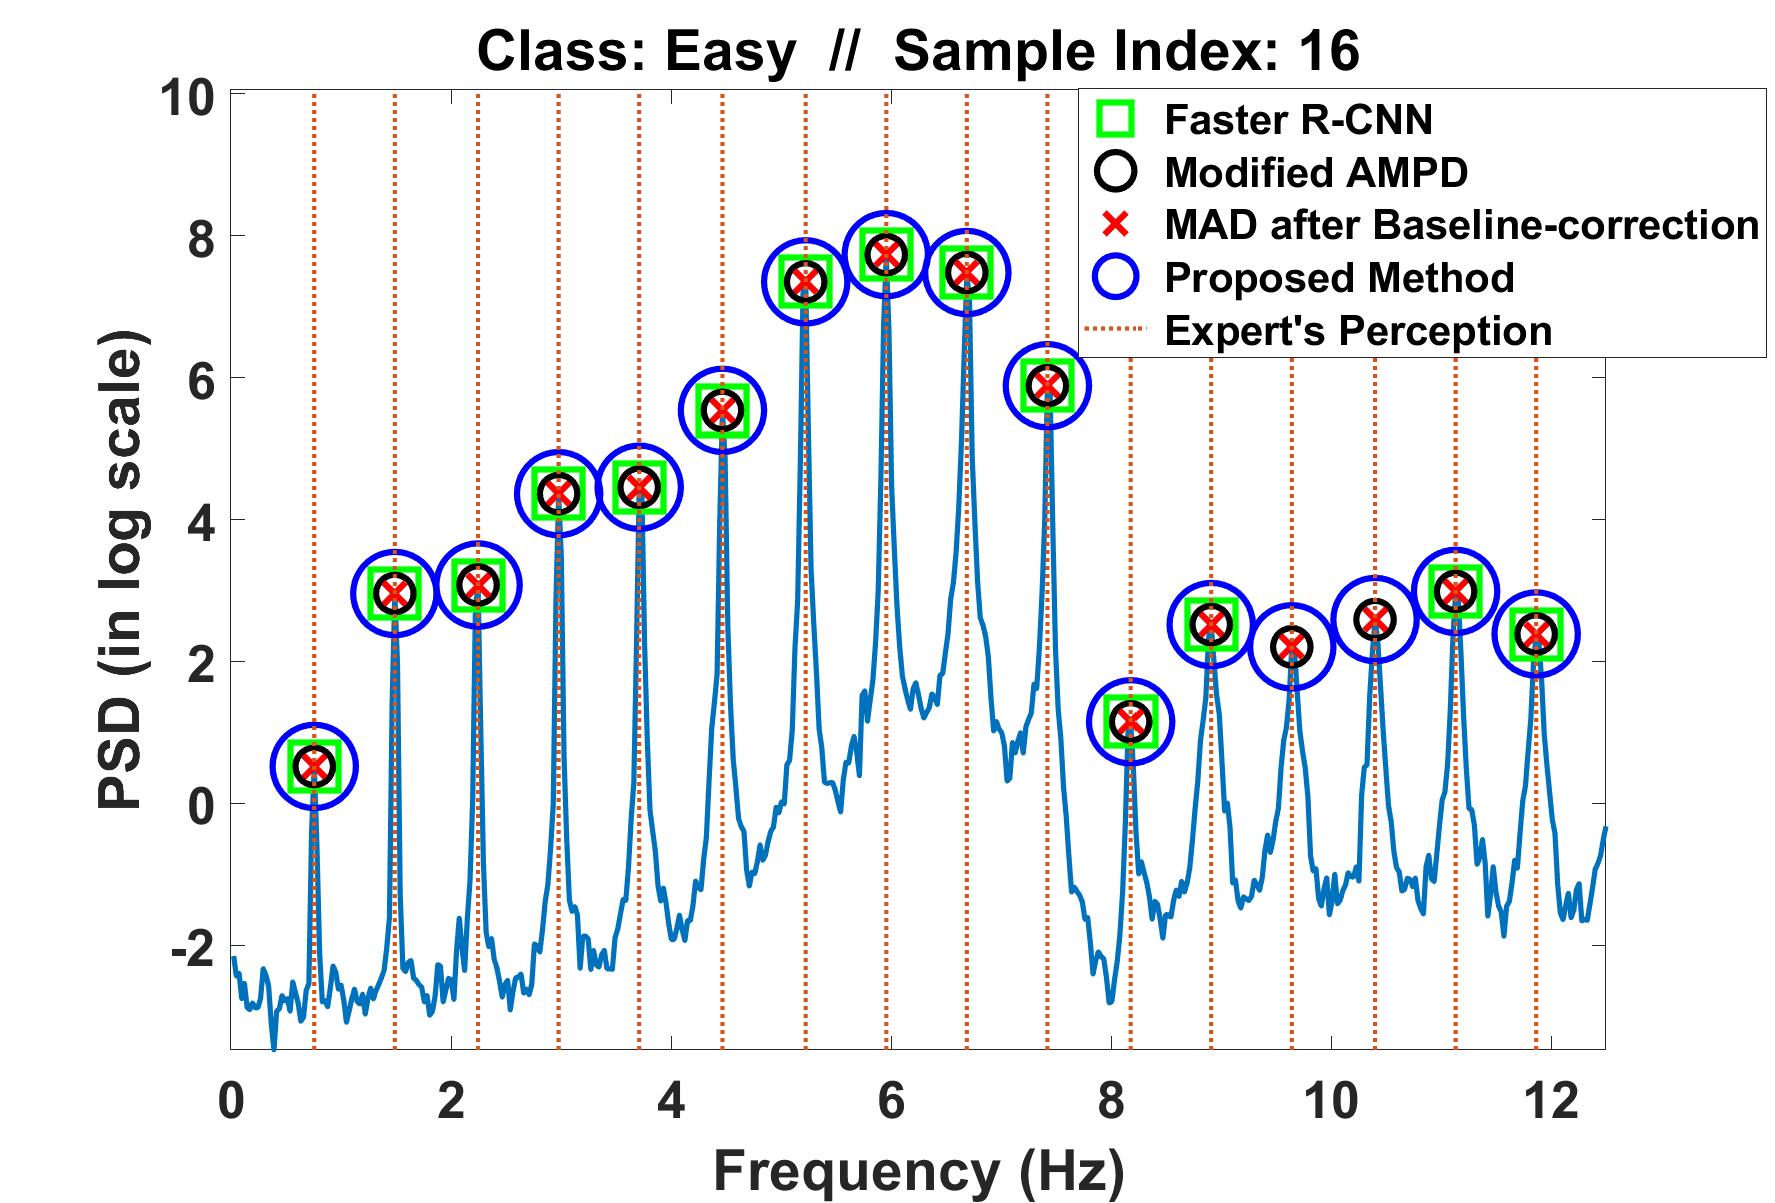 Class: Easy // Sample Index: 16
10
8
6
4
2
0
-2
PSD (in log scale)
Faster R-CNN
Modified AMPD
MAD after Baseline-correction
Proposed Method
Expert's Perception
0 2 4 6 8 10 12
Frequency (Hz)